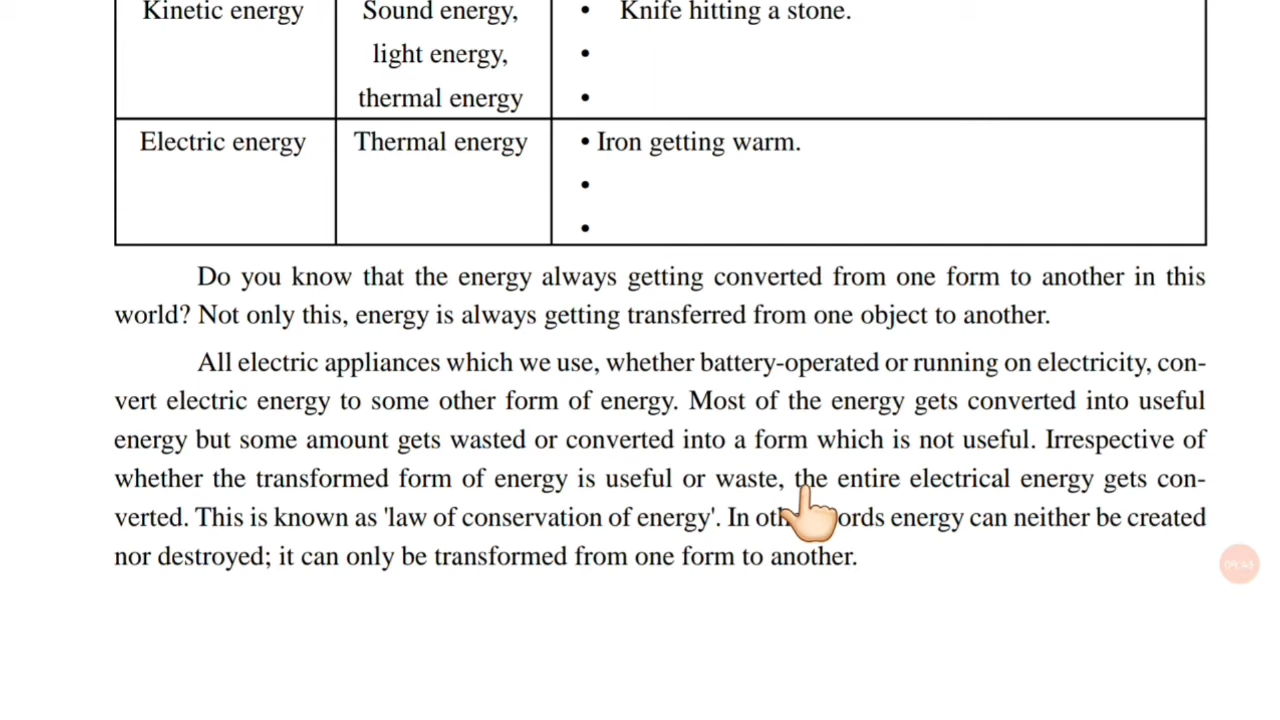 Kinetic energy Sound energy, • Knife hitting a stone.
light energy, •
thermal energy •
Electric energy Thermal energy • Iron getting warm.
•
•
Do you know that the energy always getting converted from one form to another in this
world? Not only this, energy is always getting transferred from one object to another.
All electric appliances which we use, whether battery-operated or running on electricity, con-
vert electric energy to some other form of energy. Most of the energy gets converted into useful
energy but some amount gets wasted or converted into a form which is not useful. Irrespective of
whether the transformed form of energy is useful or waste, the entire electrical energy gets con-
verted. This is known as 'law of conservation of energy'. In energy can neither be created
nor destroyed; it can only be transformed from one form to another.